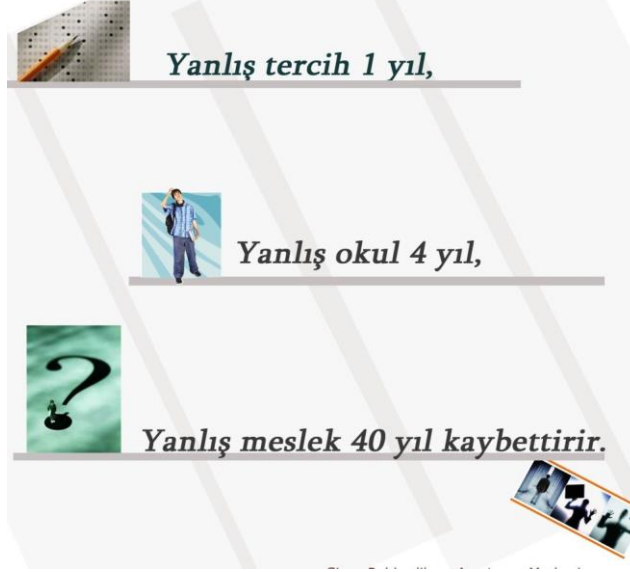 Yanlış tercih 1 yıl,
Yanlış okul 4 yıl,
Yanlış meslek 40 yıl kaybettirir.